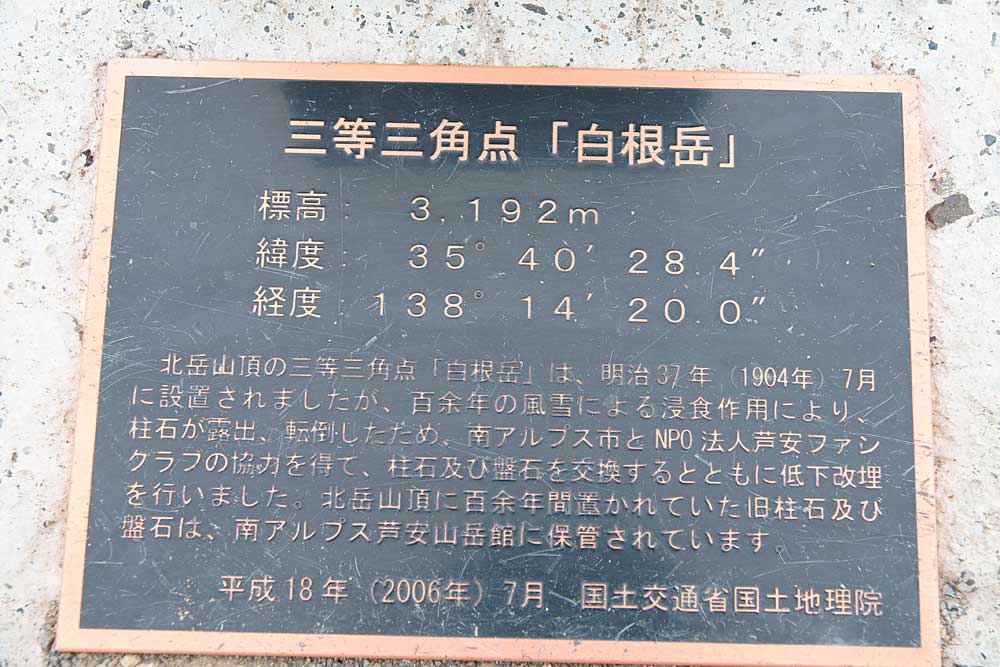 三等三角点「白根岳」
標高：　３.１９２ｍ
緯度：　３５°４０′２８.４″
経度：１３８°１４′２０.０″
　北岳山頂の三等三角点「白根岳」は、明治37年（1904年）7月
に設置されましたが、百余年の風雪による浸食作用により、
柱石が露出、転倒したため、南アルプス市とNPO法人芦安ファン
クラブの協力を得て、柱石及び盤石を交換するとともに低下改埋
を行いました。北岳山頂に百余年間置かれていた旧柱石及び
盤石は、南アルプス芦安山岳館に保管されています。
平成18年（2006年）7月　国土交通省国土地理院